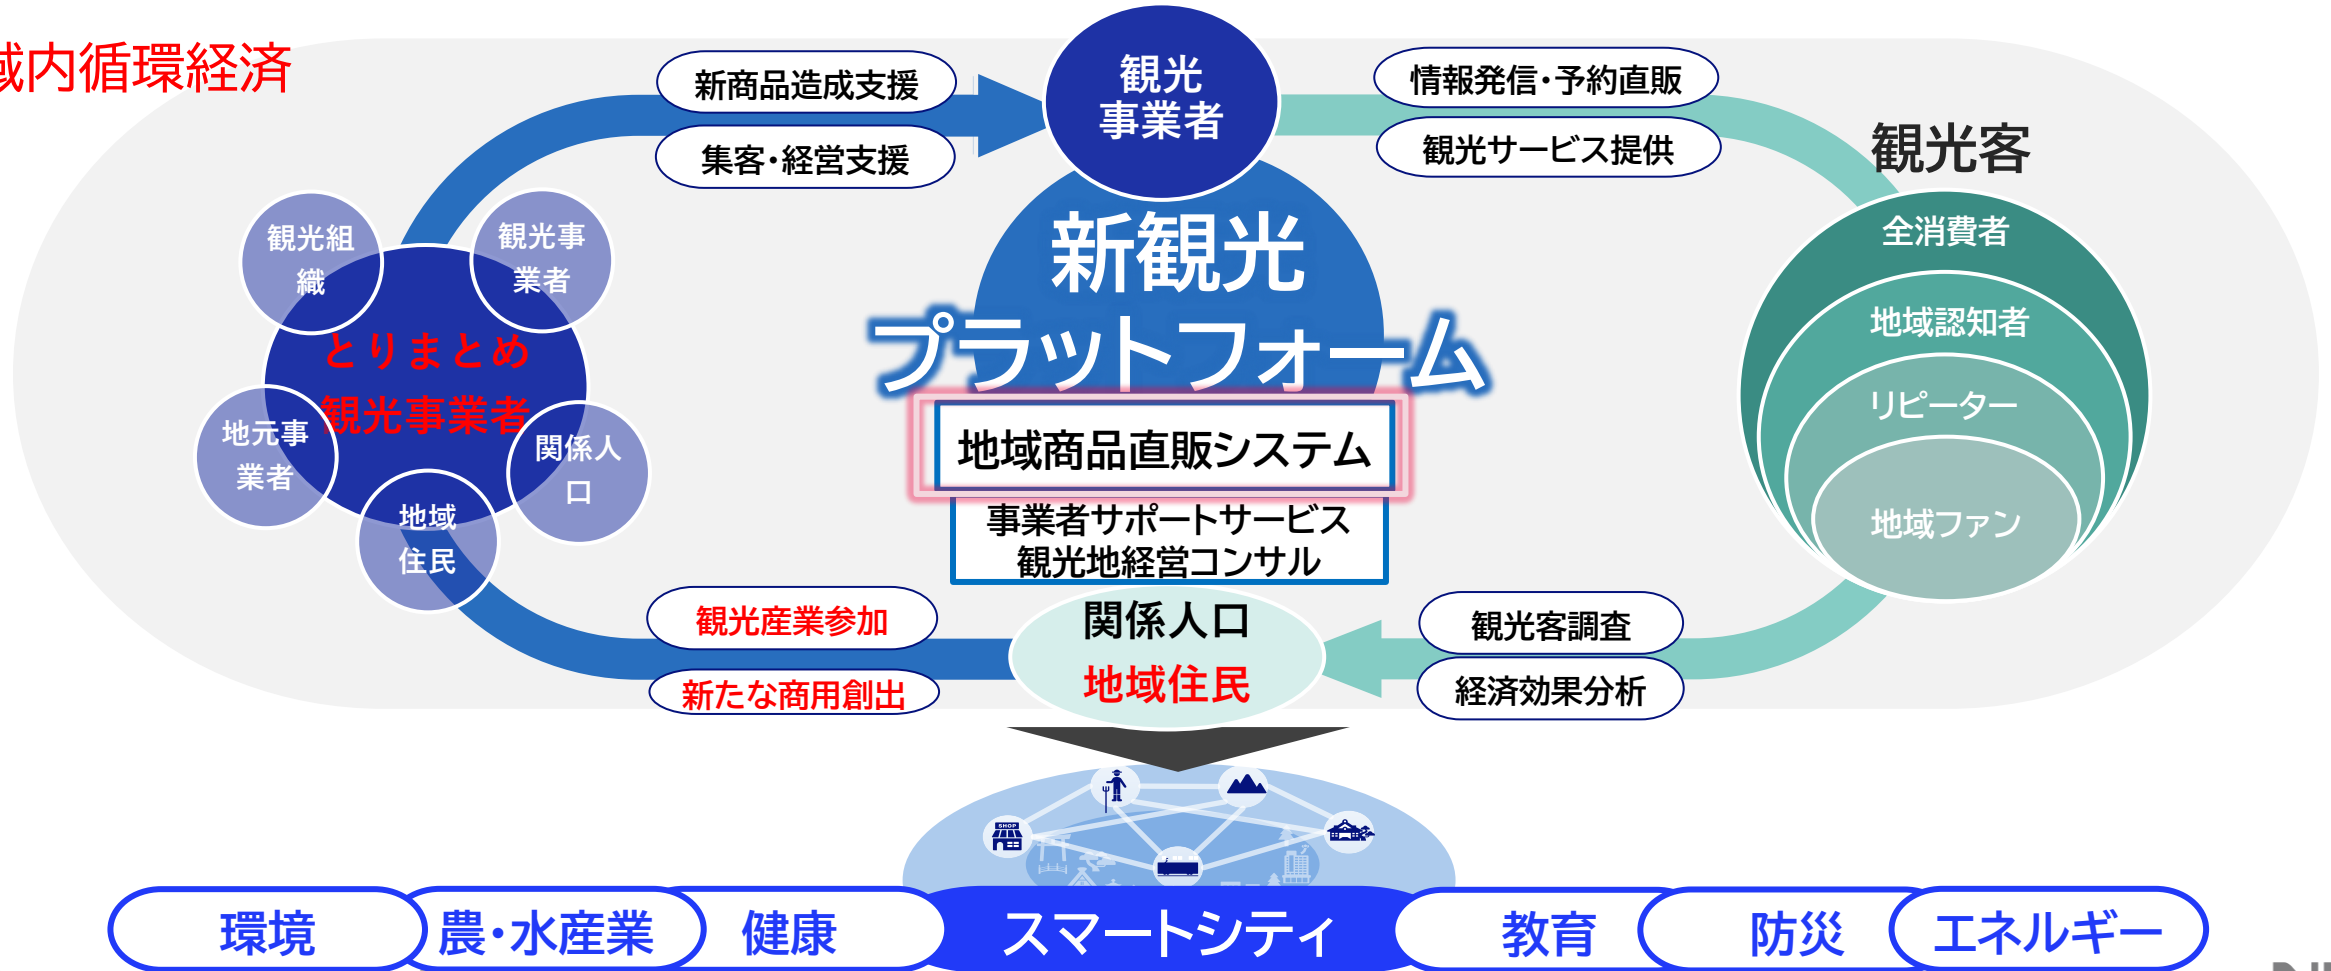 域内循環経済
新商品造成支援
集客・経営支援
観光
事業者
情報発信・予約直販
観光サービス提供
観光客
全消費者
地域認知者
リピーター
地域ファン
観光組
織
観光事
業者
とりまとめ
観光事業者
地元事
業者
関係人
口
地域
住民
新観光
プラットフォーム
地域商品直販システム
事業者サポートサービス
観光地経営コンサル
観光産業参加
新たな商用創出
関係人口
地域住民
観光客調査
経済効果分析
SHOP
環境
農・水産業
健康
スマートシティ
教育
防災
エネルギー